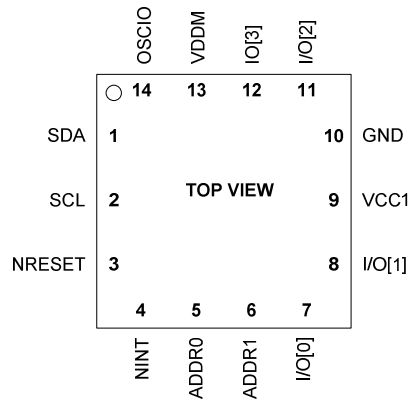 OSCIO VDDM IO[3] I/O[2]
14 13 12 11
SDA 1 10 GND
SCL 2 TOP VIEW 9 VCC1
NRESET 3 8 I/O[1]
4 5 6 7
NINT ADDR0 ADDR1 I/O[0]